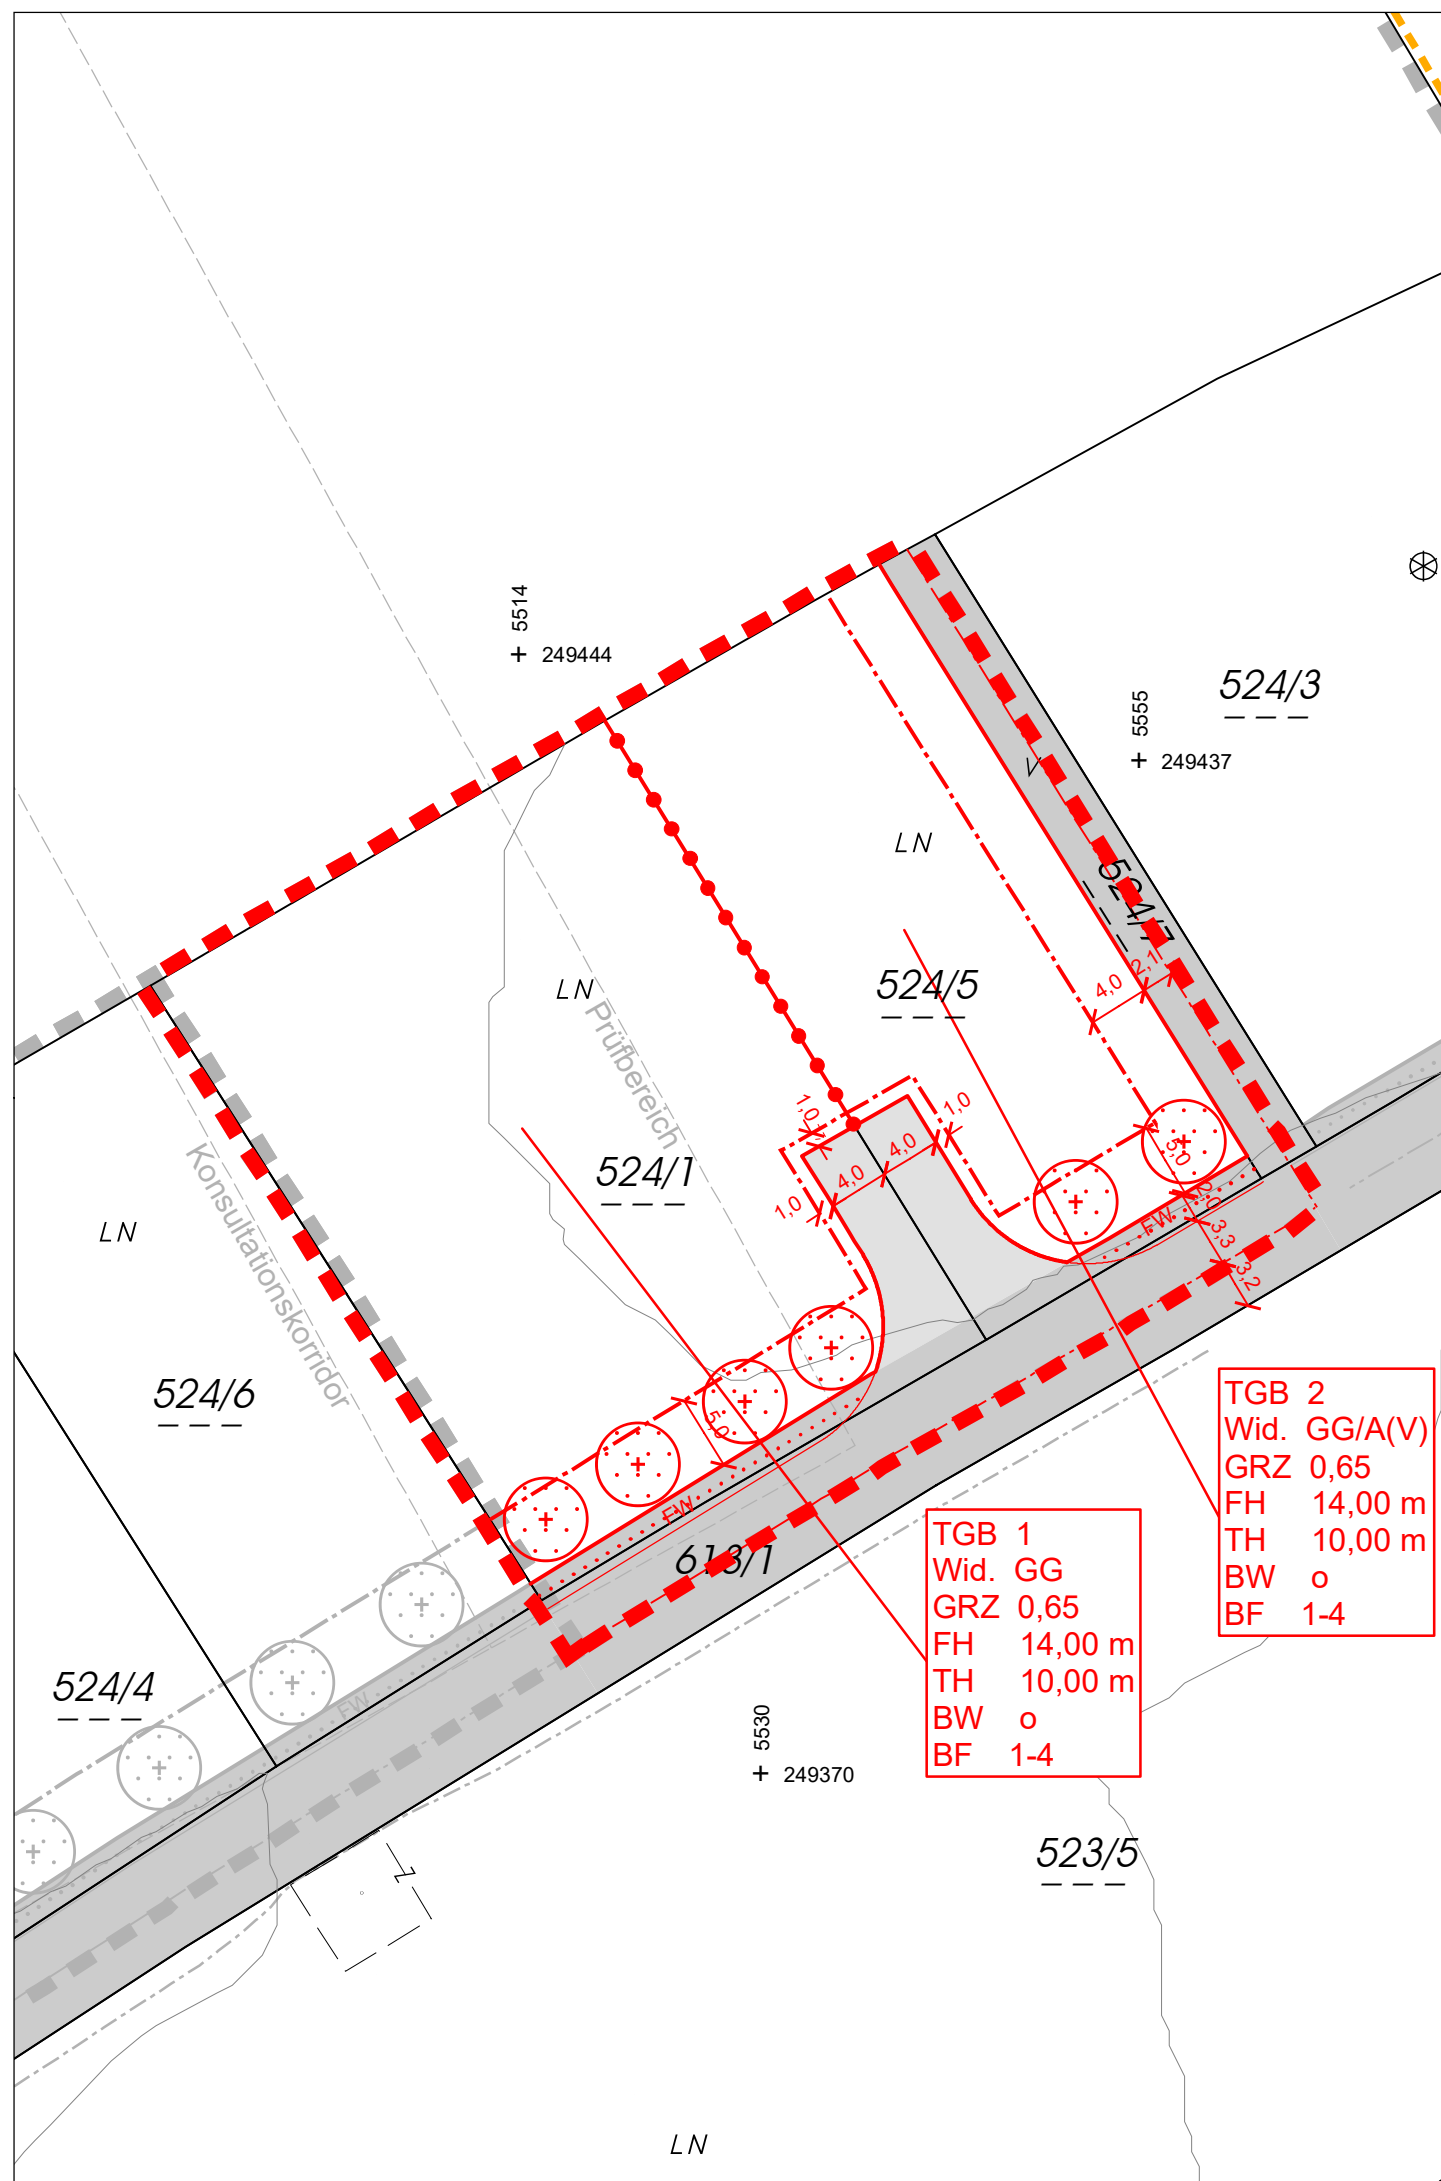 5514
+ 249444
524/3
5555
+ 249437
V
LN
524/7
2,1
4,0
524/5
LN
Prüfbereich
1,0
1,0
4,0
4,0
1,0
5,0
2,0
FW
3,3
3,2
524/1
Konsultationskorridor
LN
524/6
5,0
FW
613/1
TGB 2
Wid. GG/A(V)
GRZ 0,65
FH 14,00 m
TH 10,00 m
BW o
BF 1-4
TGB 1
Wid. GG
GRZ 0,65
FH 14,00 m
TH 10,00 m
BW o
BF 1-4
524/4
FW
5530
+ 249370
523/5
LN